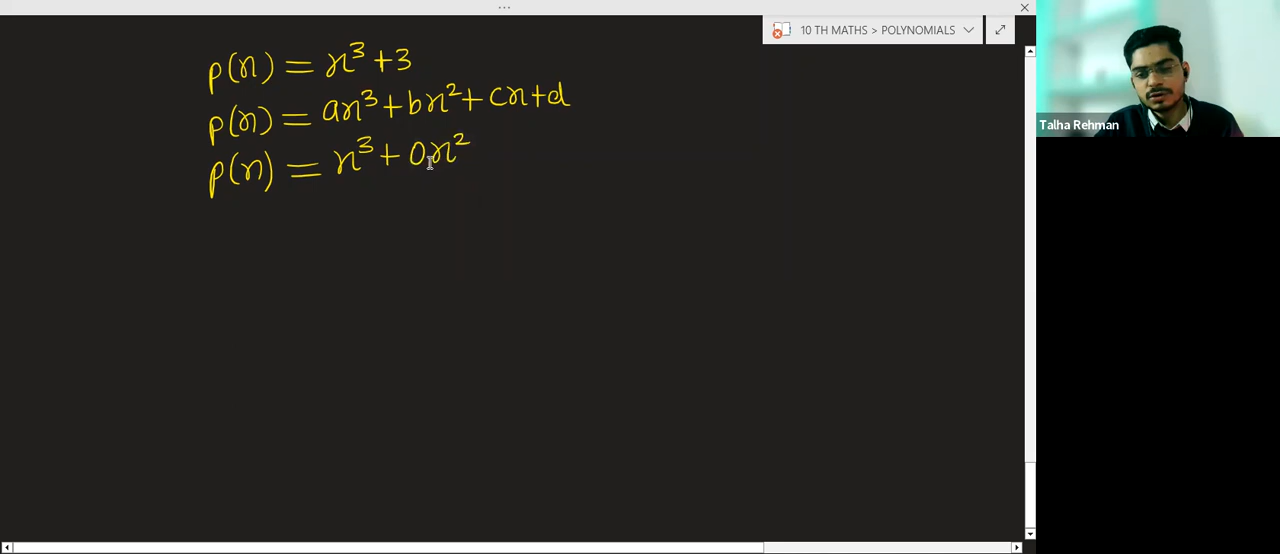 10 TH MATHS > POLYNOMIALS
p(x) = x³ + 3
p(x) = ax³ + bx² + cx + d
p(x) = x³ + 0x²
Talha Rehman